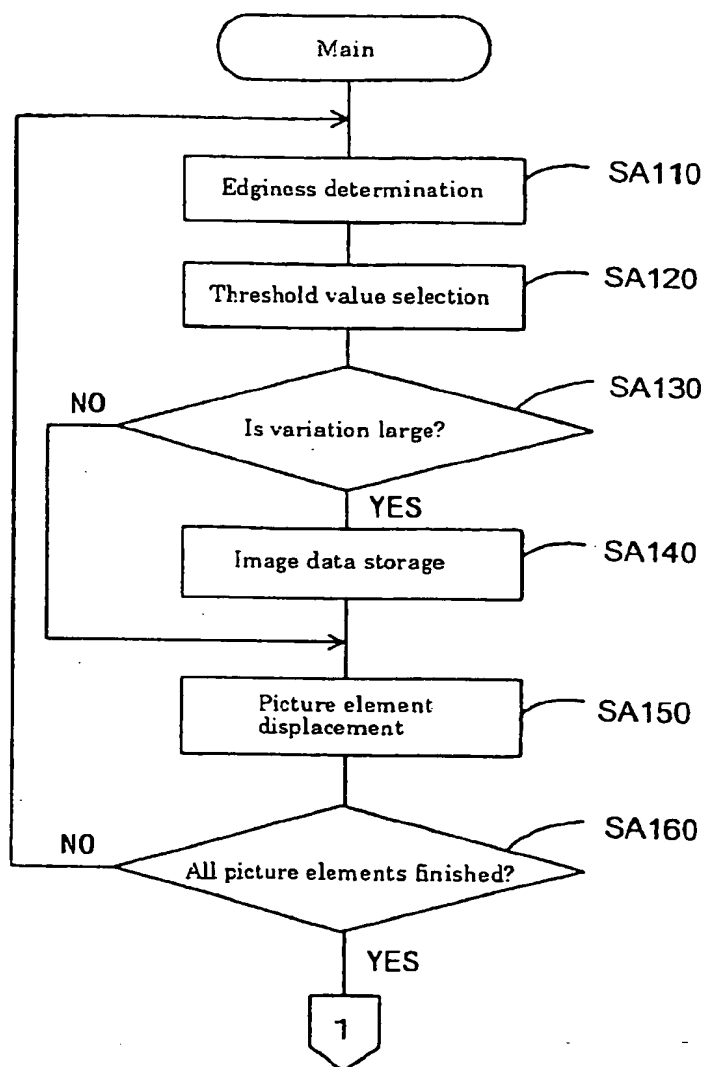 Main
Edginess determination
SA110
Threshold value selection
SA120
NO
Is variation large?
SA130
YES
Image data storage
SA140
Picture element
displacement
SA150
NO
All picture elements finished?
SA160
YES
1